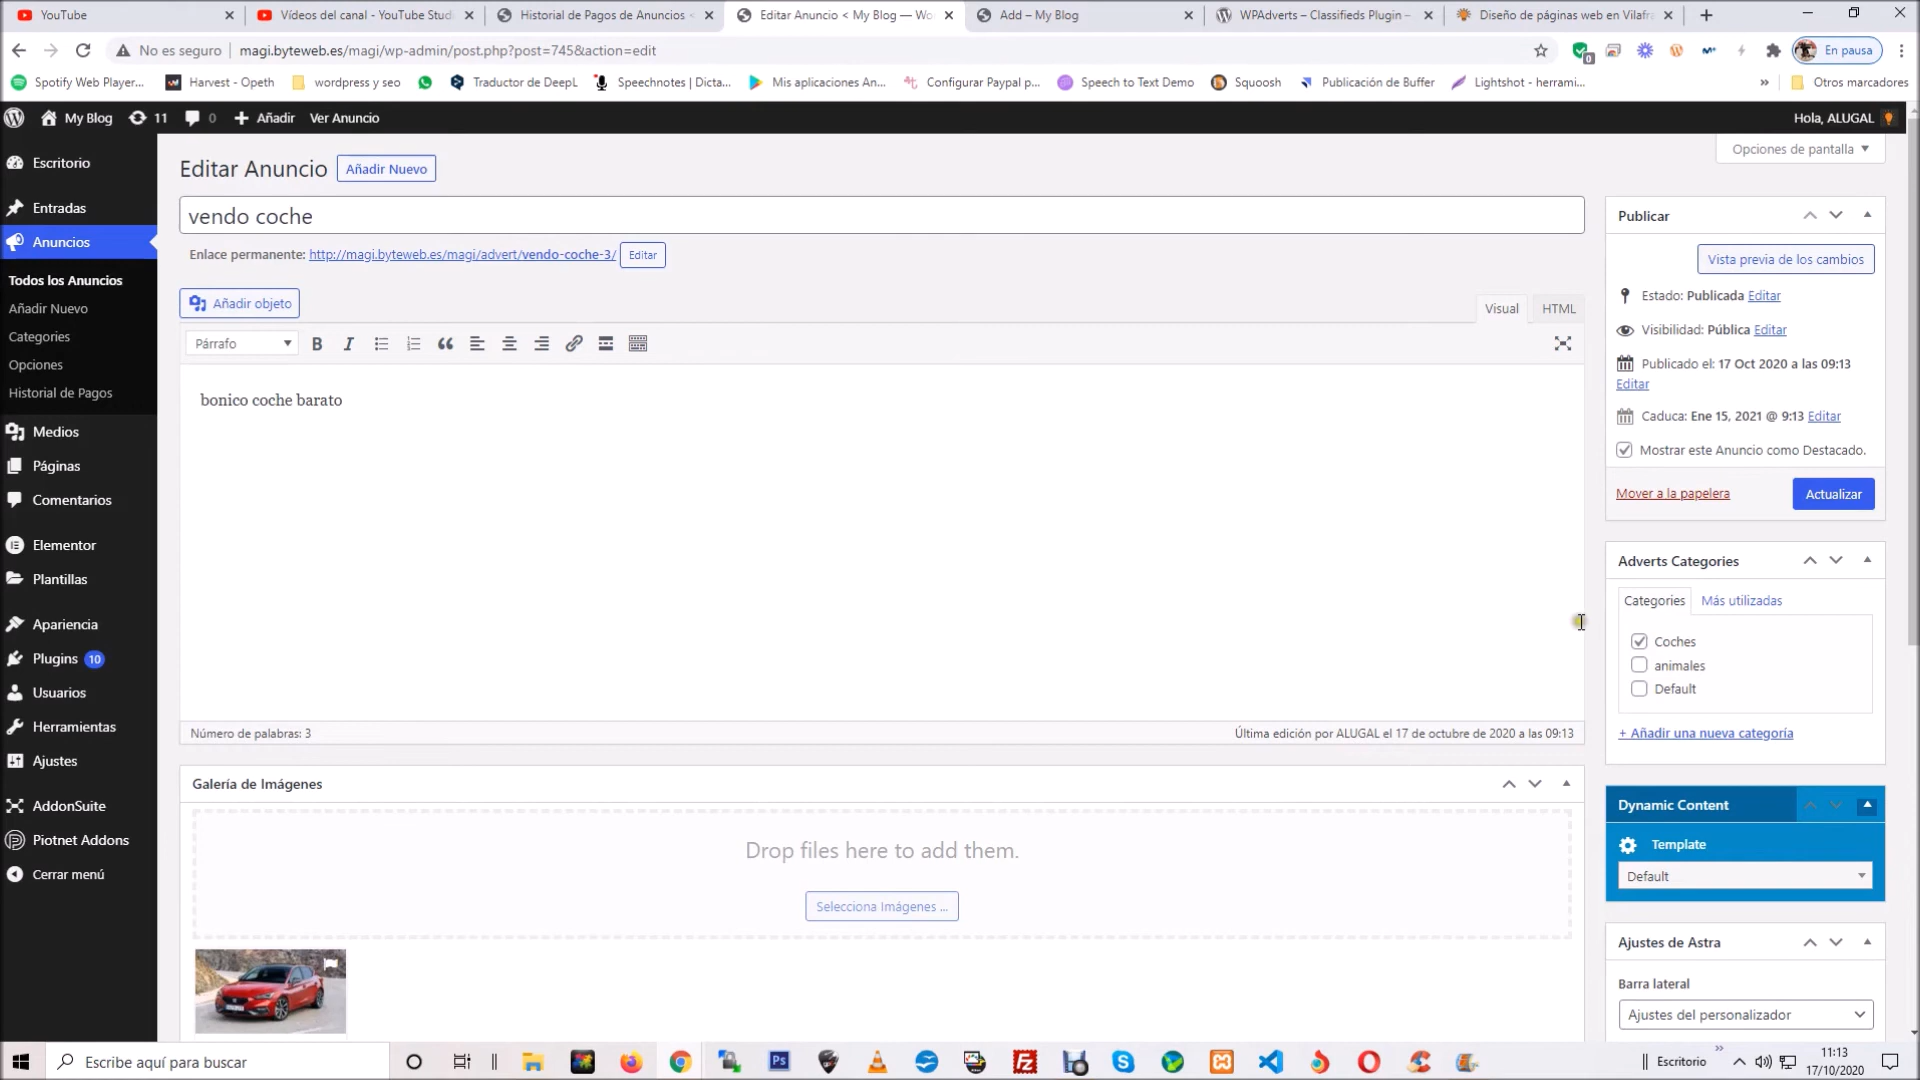 YouTube
Vídeos del canal - YouTube Stud
Historial de Pagos de Anuncios <
Editar Anuncio < My Blog — Wo
Add – My Blog
WPAdverts – Classifieds Plugin –
Diseño de páginas web en Vilafra
No es seguro
magi.byteweb.es/magi/wp-admin/post.php?post=745&action=edit
0
En pausa
Spotify Web Player...
Harvest - Opeth
wordpress y seo
Traductor de DeepL
Speechnotes | Dicta...
Mis aplicaciones An...
Configurar Paypal p...
Speech to Text Demo
Squoosh
Publicación de Buffer
Lightshot - herrami...
»
Otros marcadores
My Blog
11
0
Añadir
Ver Anuncio
Hola, ALUGAL
Escritorio
Entradas
Anuncios
Todos los Anuncios
Añadir Nuevo
Categories
Opciones
Historial de Pagos
Medios
Páginas
Comentarios
Elementor
Plantillas
Apariencia
Plugins 10
Usuarios
Herramientas
Ajustes
AddonSuite
Piotnet Addons
Cerrar menú
Opciones de pantalla
Editar Anuncio
Añadir Nuevo
vendo coche
Enlace permanente: http://magi.byteweb.es/magi/advert/vendo-coche-3/ Editar
Añadir objeto
Visual
HTML
Párrafo
B
I
bonico coche barato
Número de palabras: 3
Última edición por ALUGAL el 17 de octubre de 2020 a las 09:13
Galería de Imágenes
Drop files here to add them.
Selecciona Imágenes ...
Publicar
Vista previa de los cambios
Estado: Publicada Editar
Visibilidad: Pública Editar
Publicado el: 17 Oct 2020 a las 09:13
Editar
Caduca: Ene 15, 2021 @ 9:13 Editar
Mostrar este Anuncio como Destacado.
Mover a la papelera
Actualizar
Adverts Categories
Categories
Más utilizadas
Coches
animales
Default
+ Añadir una nueva categoría
Dynamic Content
Template
Default
Ajustes de Astra
Barra lateral
Ajustes del personalizador
Escribe aquí para buscar
Ps
Fz
Escritorio
»
11:13
17/10/2020